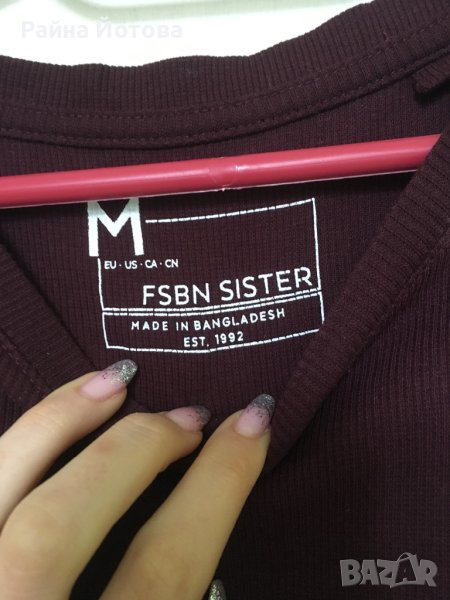 Райна Йотова
M
EU · US · CA · CN
FSBN SISTER
MADE IN BANGLADESH
EST. 1992
BAZAR